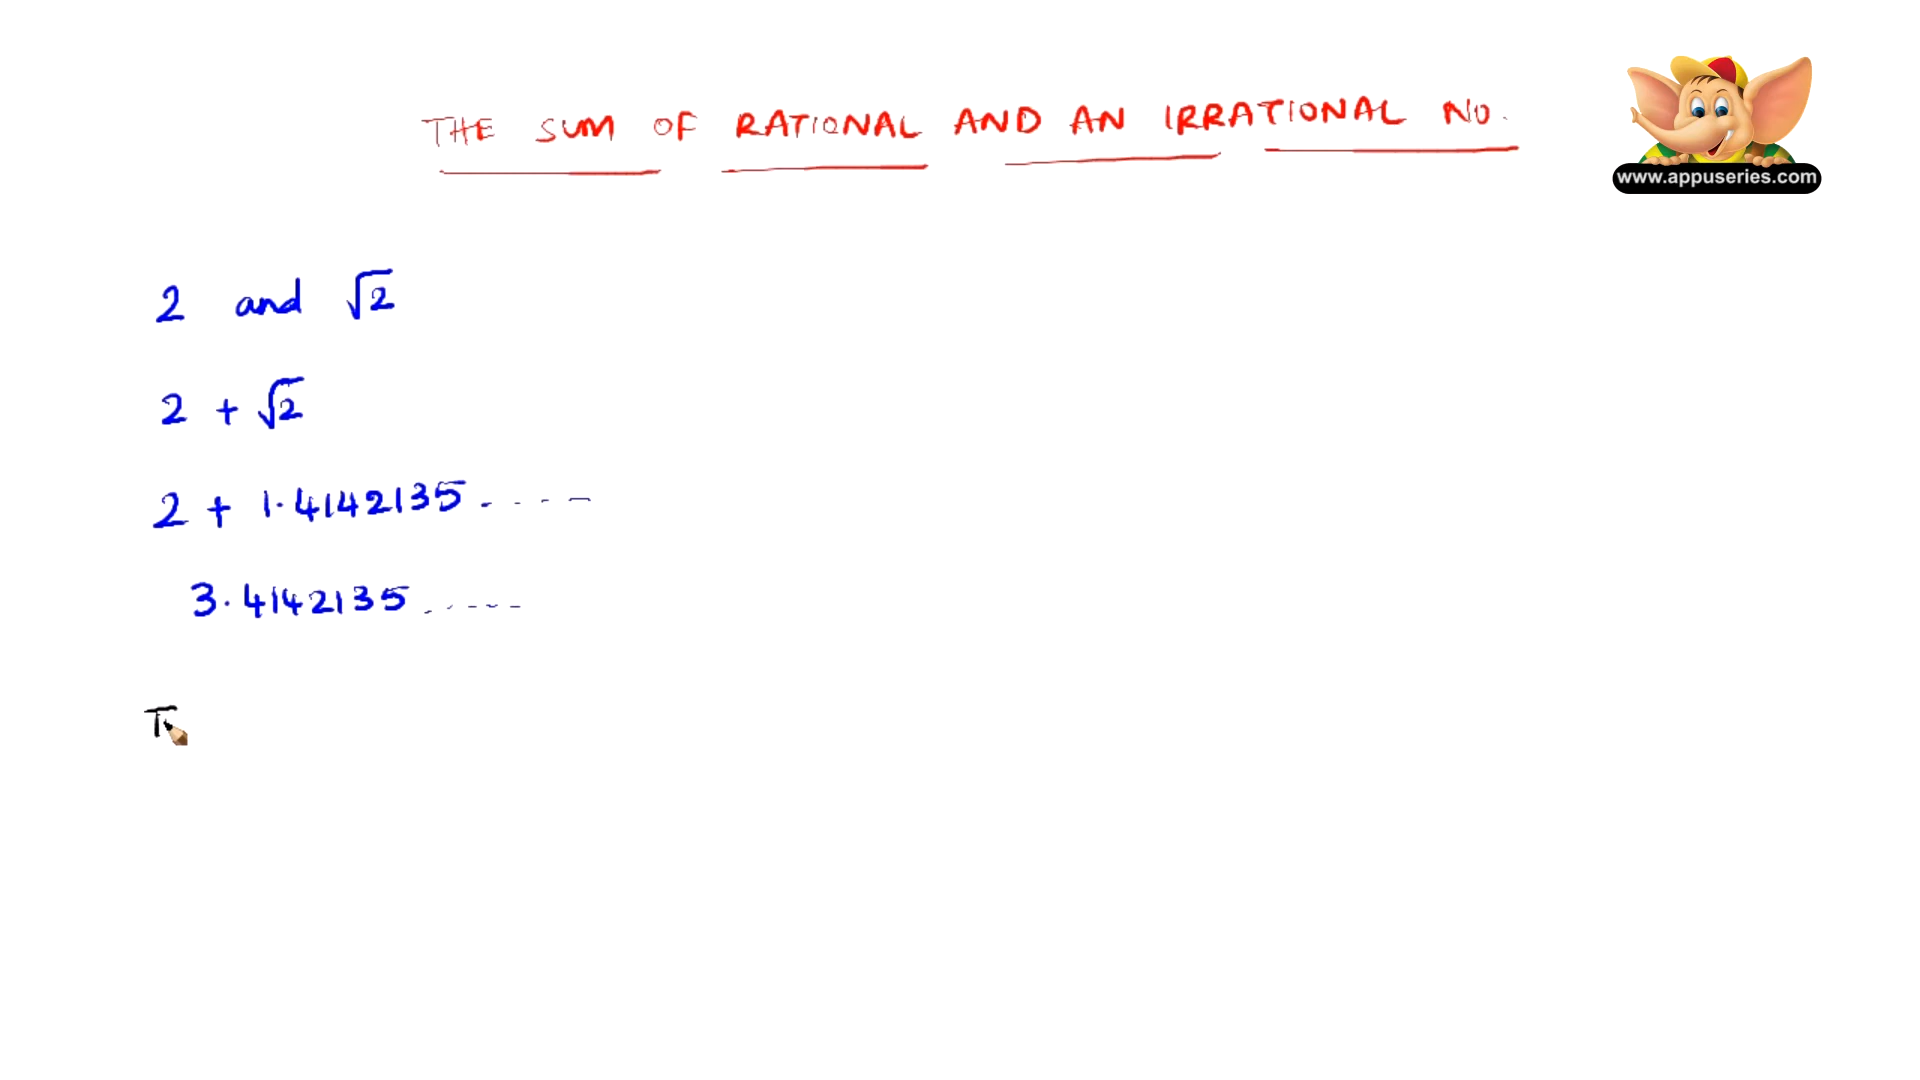 THE SUM OF RATIONAL AND AN IRRATIONAL NO.
www.appuseries.com
2 and √2
2 + √2
2 + 1.4142135.....
3.4142135......
T